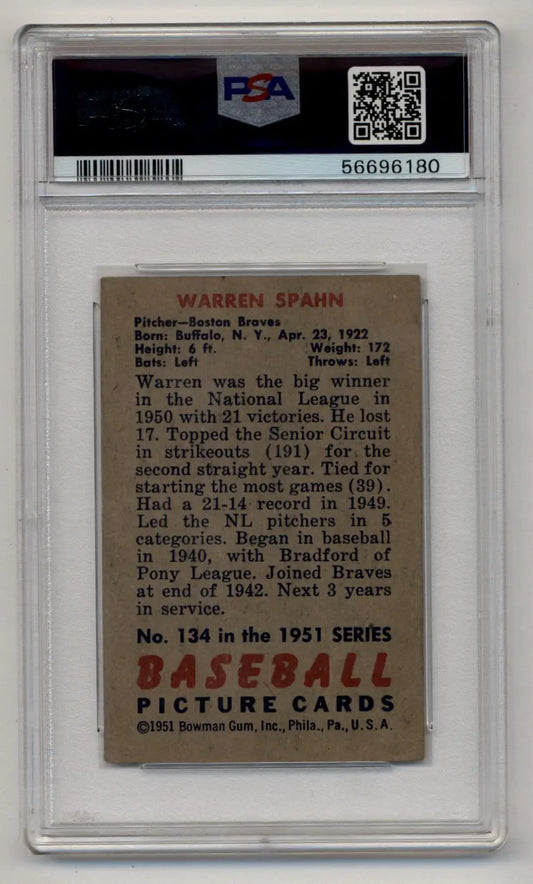 PSA
56696180
WARREN SPAHN
Pitcher—Boston Braves
Born: Buffalo, N. Y., Apr. 23, 1922
Height: 6 ft. Weight: 172
Bats: Left Throws: Left
Warren was the big winner
in the National League in
1950 with 21 victories. He lost
17. Topped the Senior Circuit
in strikeouts (191) for the
second straight year. Tied for
starting the most games (39).
Had a 21-14 record in 1949.
Led the NL pitchers in 5
categories. Began in baseball
in 1940, with Bradford of
Pony League. Joined Braves
at end of 1942. Next 3 years
in service.
No. 134 in the 1951 SERIES
BASEBALL
PICTURE CARDS
©1951 Bowman Gum, Inc., Phila., Pa., U. S. A.